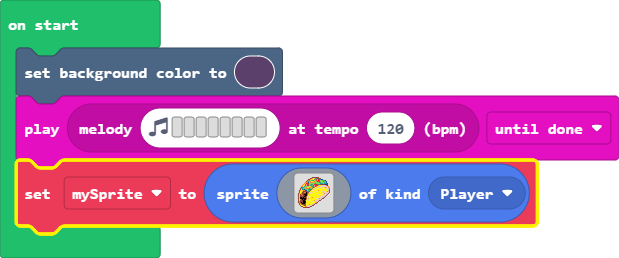 on start
set background color to
play melody at tempo 120 (bpm) until done
set mySprite to sprite of kind Player